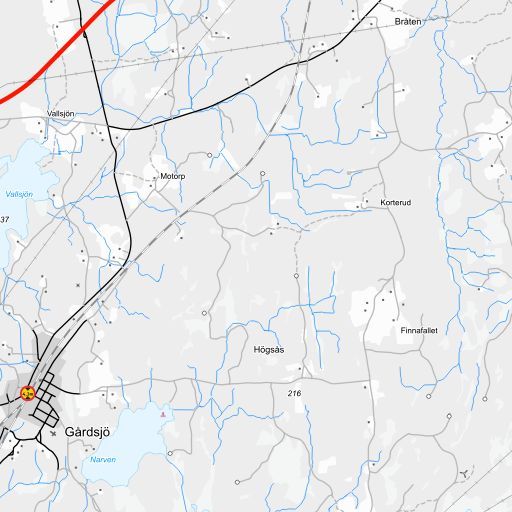 Bråten
Vallsjön
Motorp
Vallsjön
Korterud
37
Finnafallet
Högsås
216
Gårdsjö
Narven